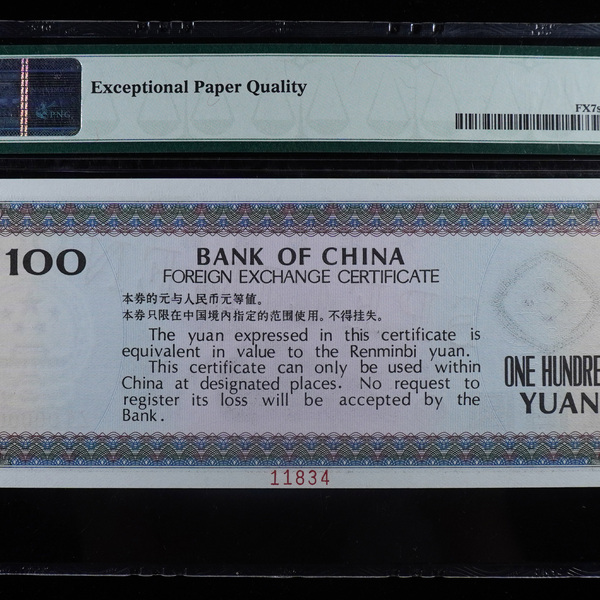 PNG
Exceptional Paper Quality
FX7s
100
BANK OF CHINA
FOREIGN EXCHANGE CERTIFICATE
本券的元与人民币元等值。
本券只限在中国境内指定的范围使用。不得挂失。
The yuan expressed in this certificate is
equivalent in value to the Renminbi yuan.
This certificate can only be used within
China at designated places. No request to
register its loss will be accepted by the
Bank.
ONE HUNDRE
YUAN
11834